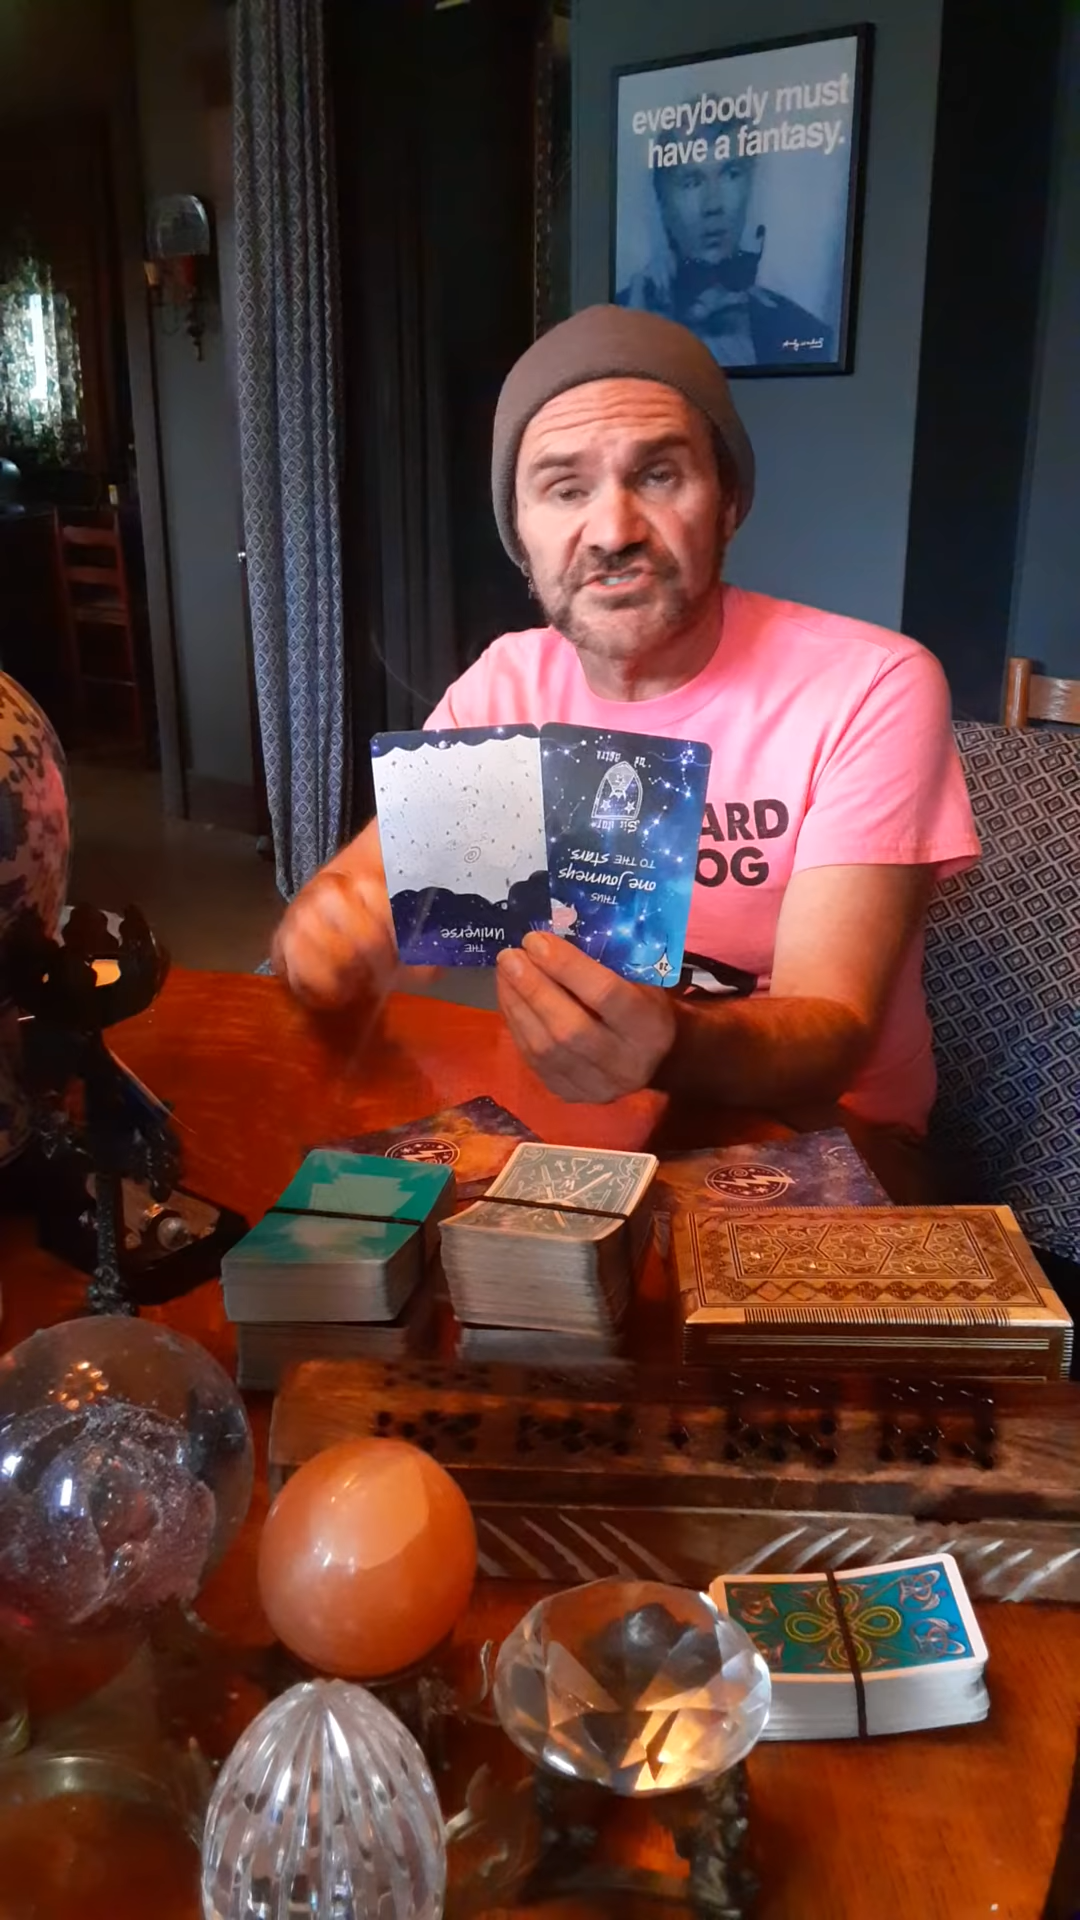 everybody must
have a fantasy.
ARD
OG
THE
Universe
THUS
one journeys
TO THE stars.